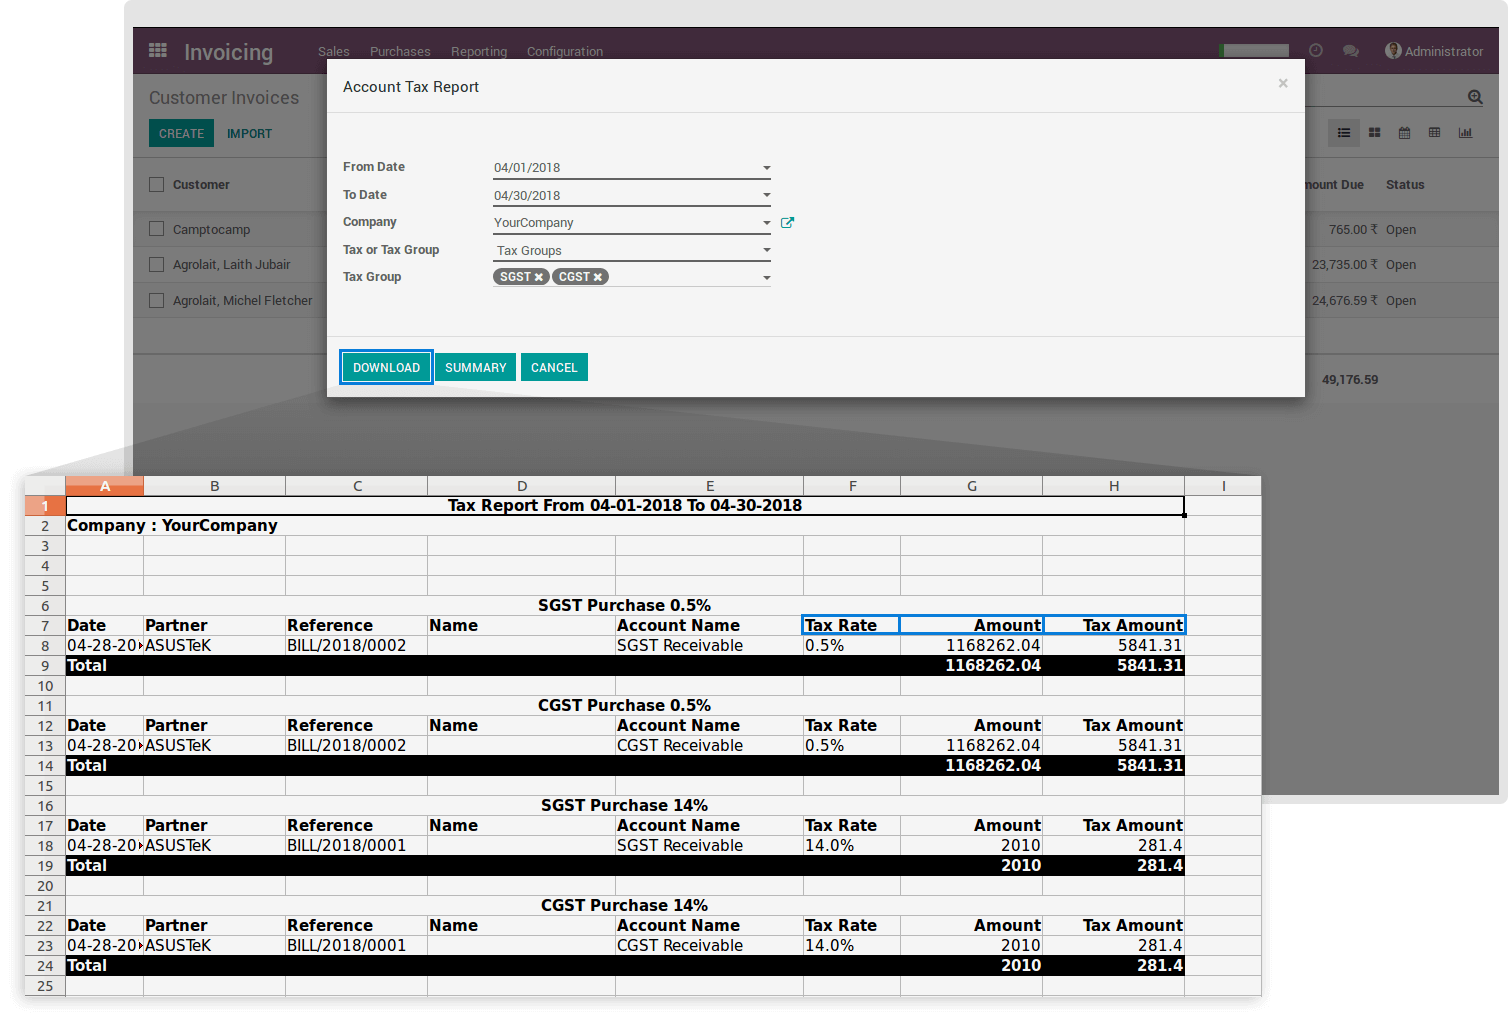 Invoicing Sales Purchases Reporting Configuration Administrator
Customer Invoices
CREATE IMPORT
Customer
Camptocamp
Agrolait, Laith Jubair
Agrolait, Michel Fletcher
Account Tax Report ×
From Date 04/01/2018
To Date 04/30/2018
Company YourCompany
Tax or Tax Group Tax Groups
Tax Group SGST CGST
DOWNLOAD SUMMARY CANCEL
mount Due Status
765.00 ₹ Open
23,735.00 ₹ Open
24,676.59 ₹ Open
49,176.59
A B C D E F G H I
1 Tax Report From 04-01-2018 To 04-30-2018
2 Company : YourCompany
3
4
5
6 SGST Purchase 0.5%
7 Date Partner Reference Name Account Name Tax Rate Amount Tax Amount
8 04-28-20 ASUSTeK BILL/2018/0002 SGST Receivable 0.5% 1168262.04 5841.31
9 Total 1168262.04 5841.31
10
11 CGST Purchase 0.5%
12 Date Partner Reference Name Account Name Tax Rate Amount Tax Amount
13 04-28-20 ASUSTeK BILL/2018/0002 CGST Receivable 0.5% 1168262.04 5841.31
14 Total 1168262.04 5841.31
15
16 SGST Purchase 14%
17 Date Partner Reference Name Account Name Tax Rate Amount Tax Amount
18 04-28-20 ASUSTeK BILL/2018/0001 SGST Receivable 14.0% 2010 281.4
19 Total 2010 281.4
20
21 CGST Purchase 14%
22 Date Partner Reference Name Account Name Tax Rate Amount Tax Amount
23 04-28-20 ASUSTeK BILL/2018/0001 CGST Receivable 14.0% 2010 281.4
24 Total 2010 281.4
25